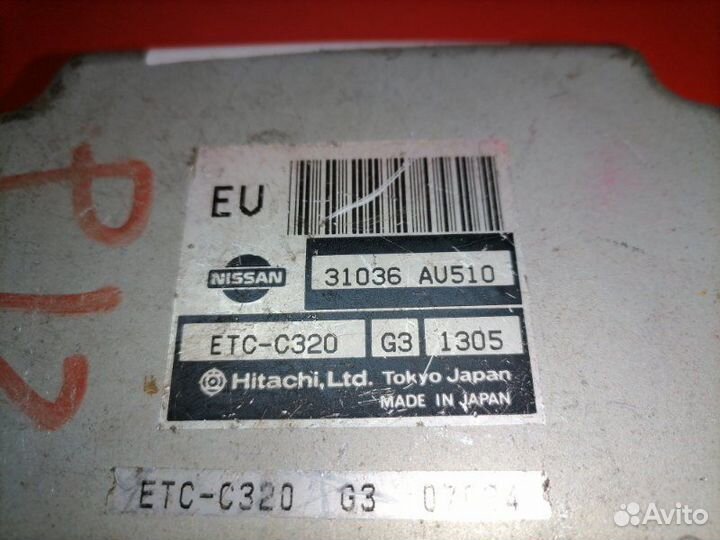 P12
EV
NISSAN
31036 AU510
ETC-C320 G3 1305
Hitachi, Ltd. Tokyo Japan
MADE IN JAPAN
ETC-C320 G3
Avito